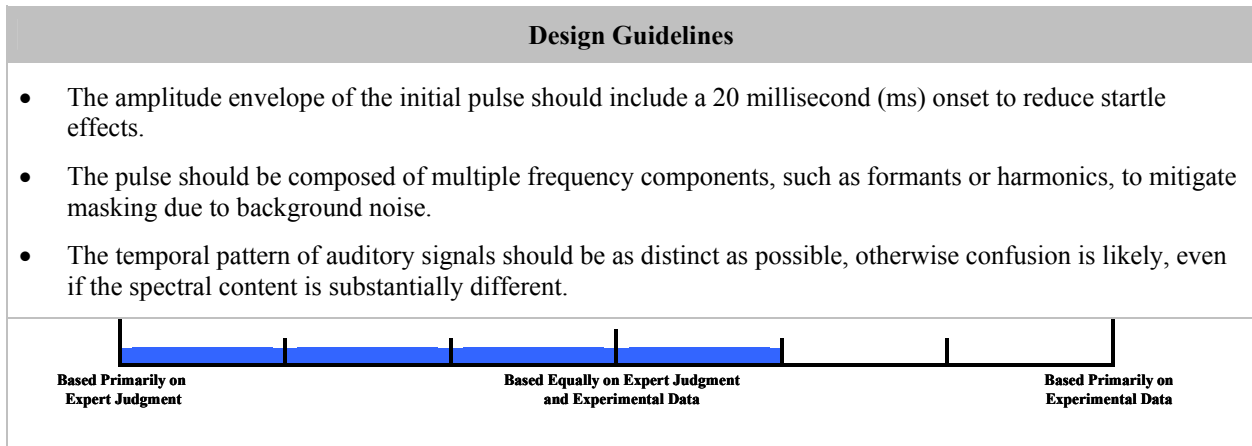 Design Guidelines
• The amplitude envelope of the initial pulse should include a 20 millisecond (ms) onset to reduce startle
effects.
• The pulse should be composed of multiple frequency components, such as formants or harmonics, to mitigate
masking due to background noise.
• The temporal pattern of auditory signals should be as distinct as possible, otherwise confusion is likely, even
if the spectral content is substantially different.
Based Primarily on
Expert Judgment
Based Equally on Expert Judgment
and Experimental Data
Based Primarily on
Experimental Data